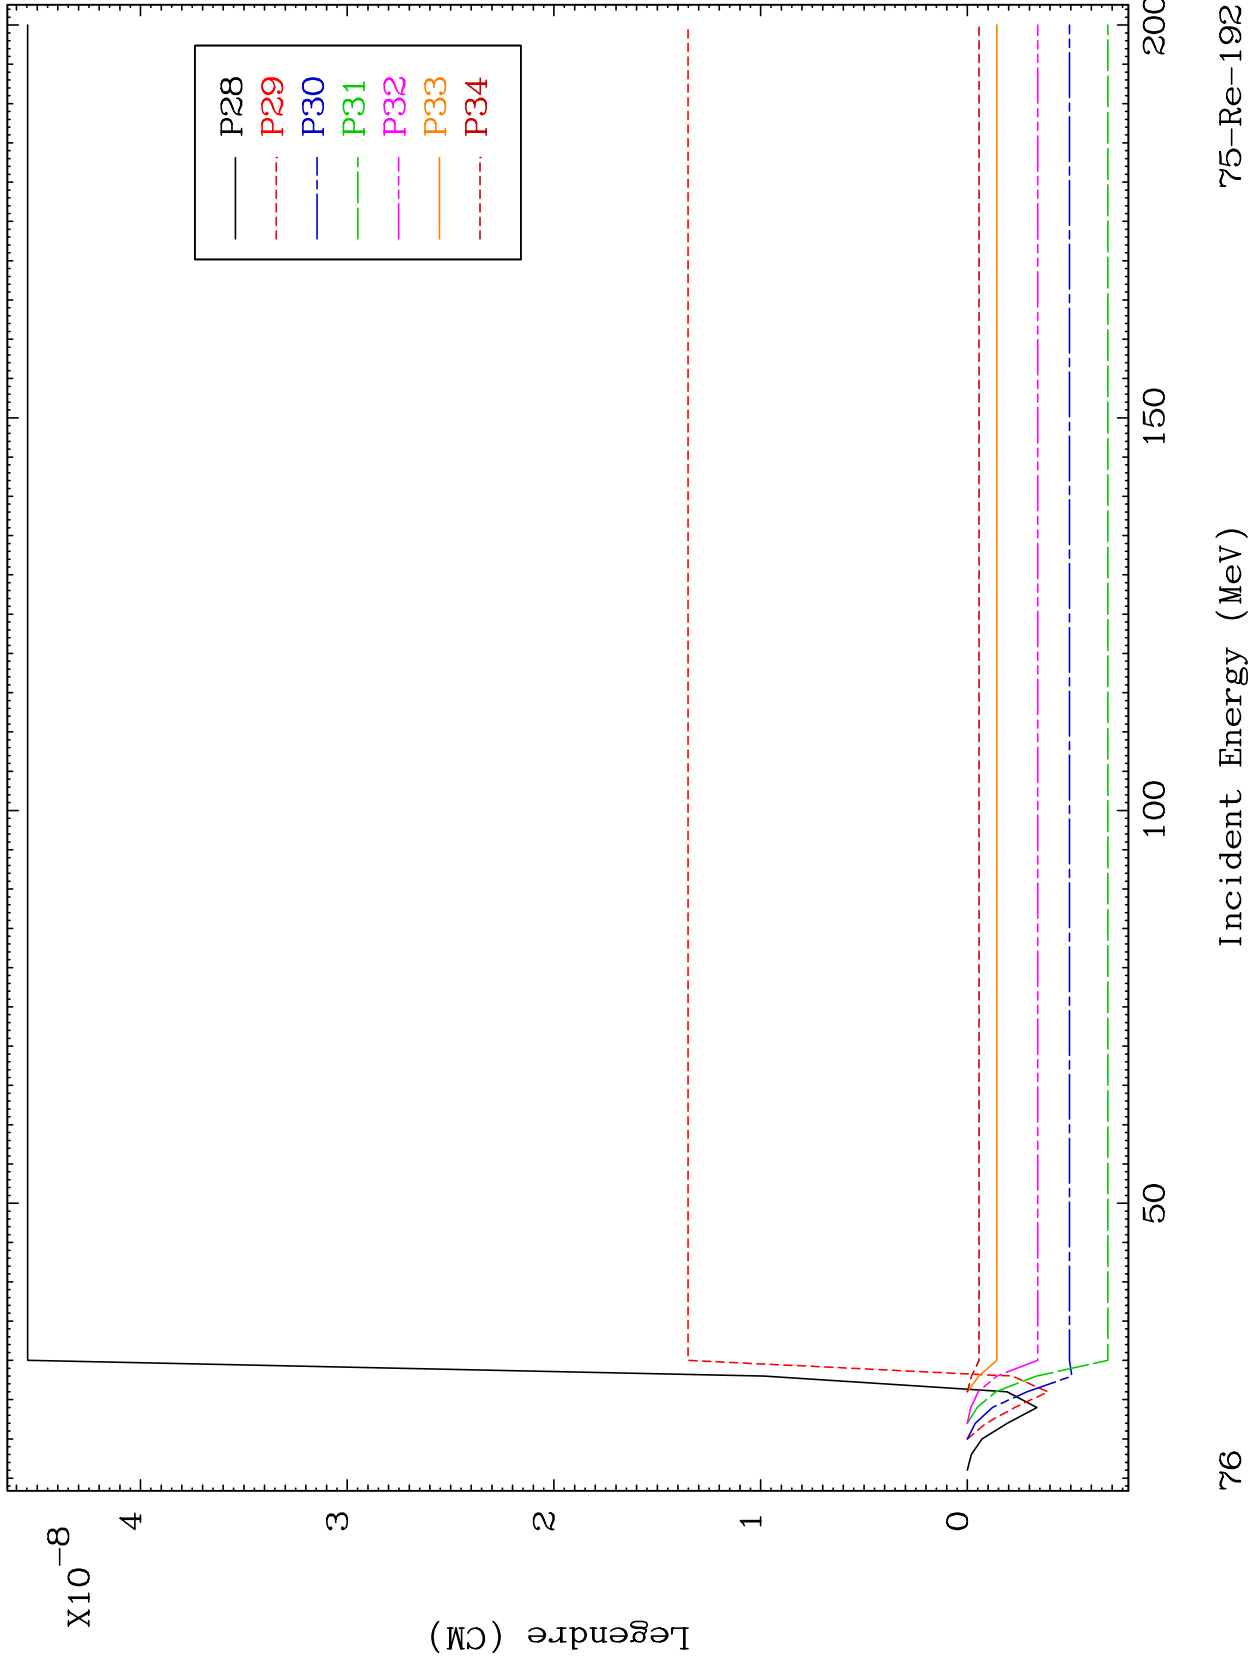 X10
-8
4
3
2
1
0
Legendre (CM)
P28
P29
P30
P31
P32
P33
P34
50
100
150
200
Incident Energy (MeV)
76
75-Re-192